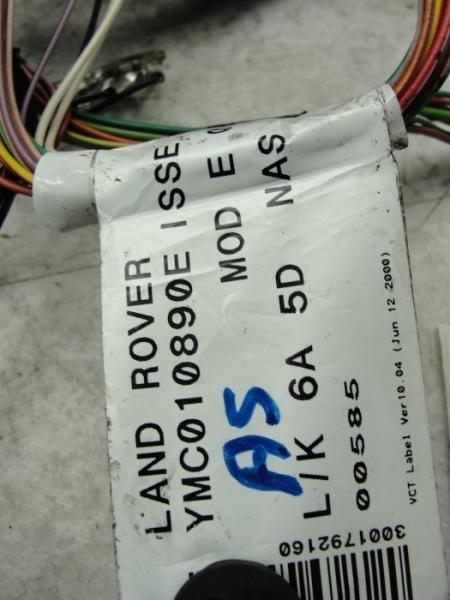 LAND ROVER
YMC010890E ISSE
MOD E
AS
L/K 6A 5D NAS
00585
VCT Label Ver10.04 (Jun 12 2000)
3001792160